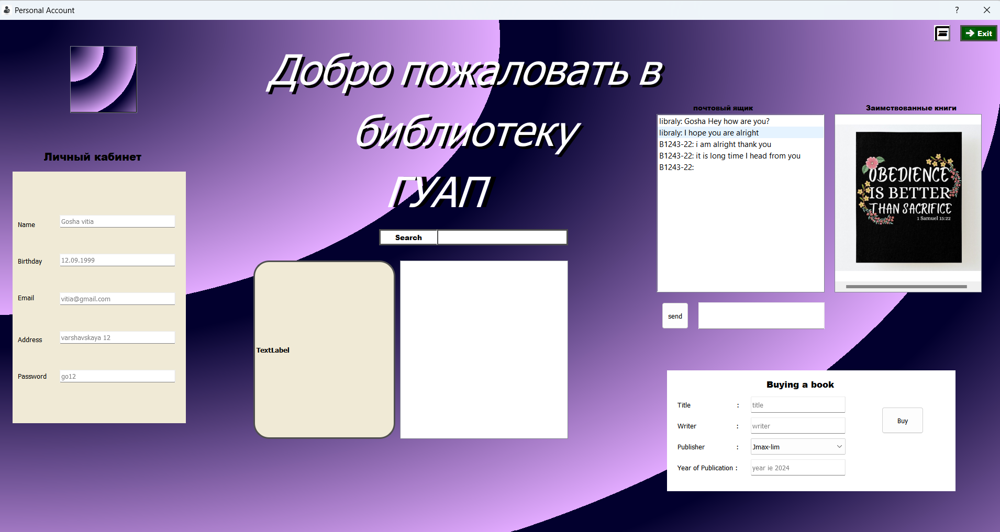 Personal Account
?
Exit
Добро пожаловать в
библиотеку
ГУАП
Личный кабинет
Name
Gosha vitia
Birthday
12.09.1999
Email
vitia@gmail.com
Address
varshavskaya 12
Password
go12
Search
TextLabel
почтовый ящик
libraly: Gosha Hey how are you?
libraly: I hope you are alright
B1243-22: i am alright thank you
B1243-22: it is long time I head from you
B1243-22:
send
Заимствованные книги
OBEDIENCE
IS BETTER
THAN SACRIFICE
1 Samuel 15:22
Buying a book
Title :
title
Writer :
writer
Publisher :
Jmax-lim
Year of Publication :
year ie 2024
Buy